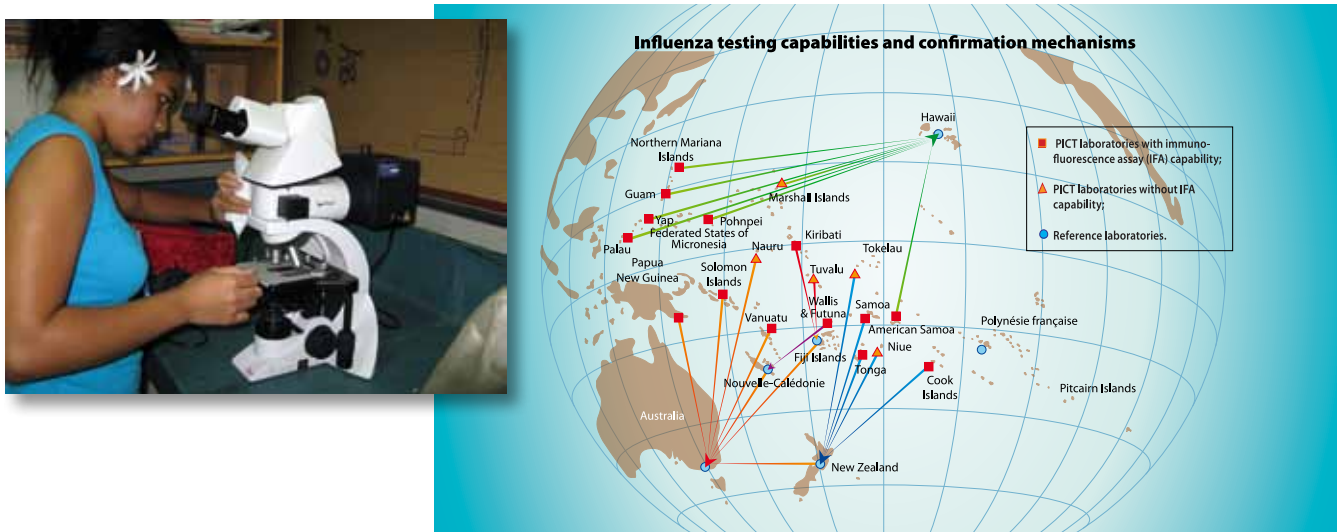 Influenza testing capabilities and confirmation mechanisms
Hawaii
PICT laboratories with immuno-
fluorescence assay (IFA) capability;
PICT laboratories without IFA
capability;
Reference laboratories.
Northern Mariana
Islands
Guam
Marshall Islands
Yap
Pohnpei
Federated States of
Micronesia
Palau
Kiribati
Nauru
Tokelau
Papua
New Guinea
Solomon
Islands
Tuvalu
Wallis
& Futuna
Samoa
Vanuatu
American Samoa
Polynésie française
Fiji Islands
Niue
Tonga
Nouvelle-Calédonie
Cook
Islands
Pitcairn Islands
Australia
New Zealand